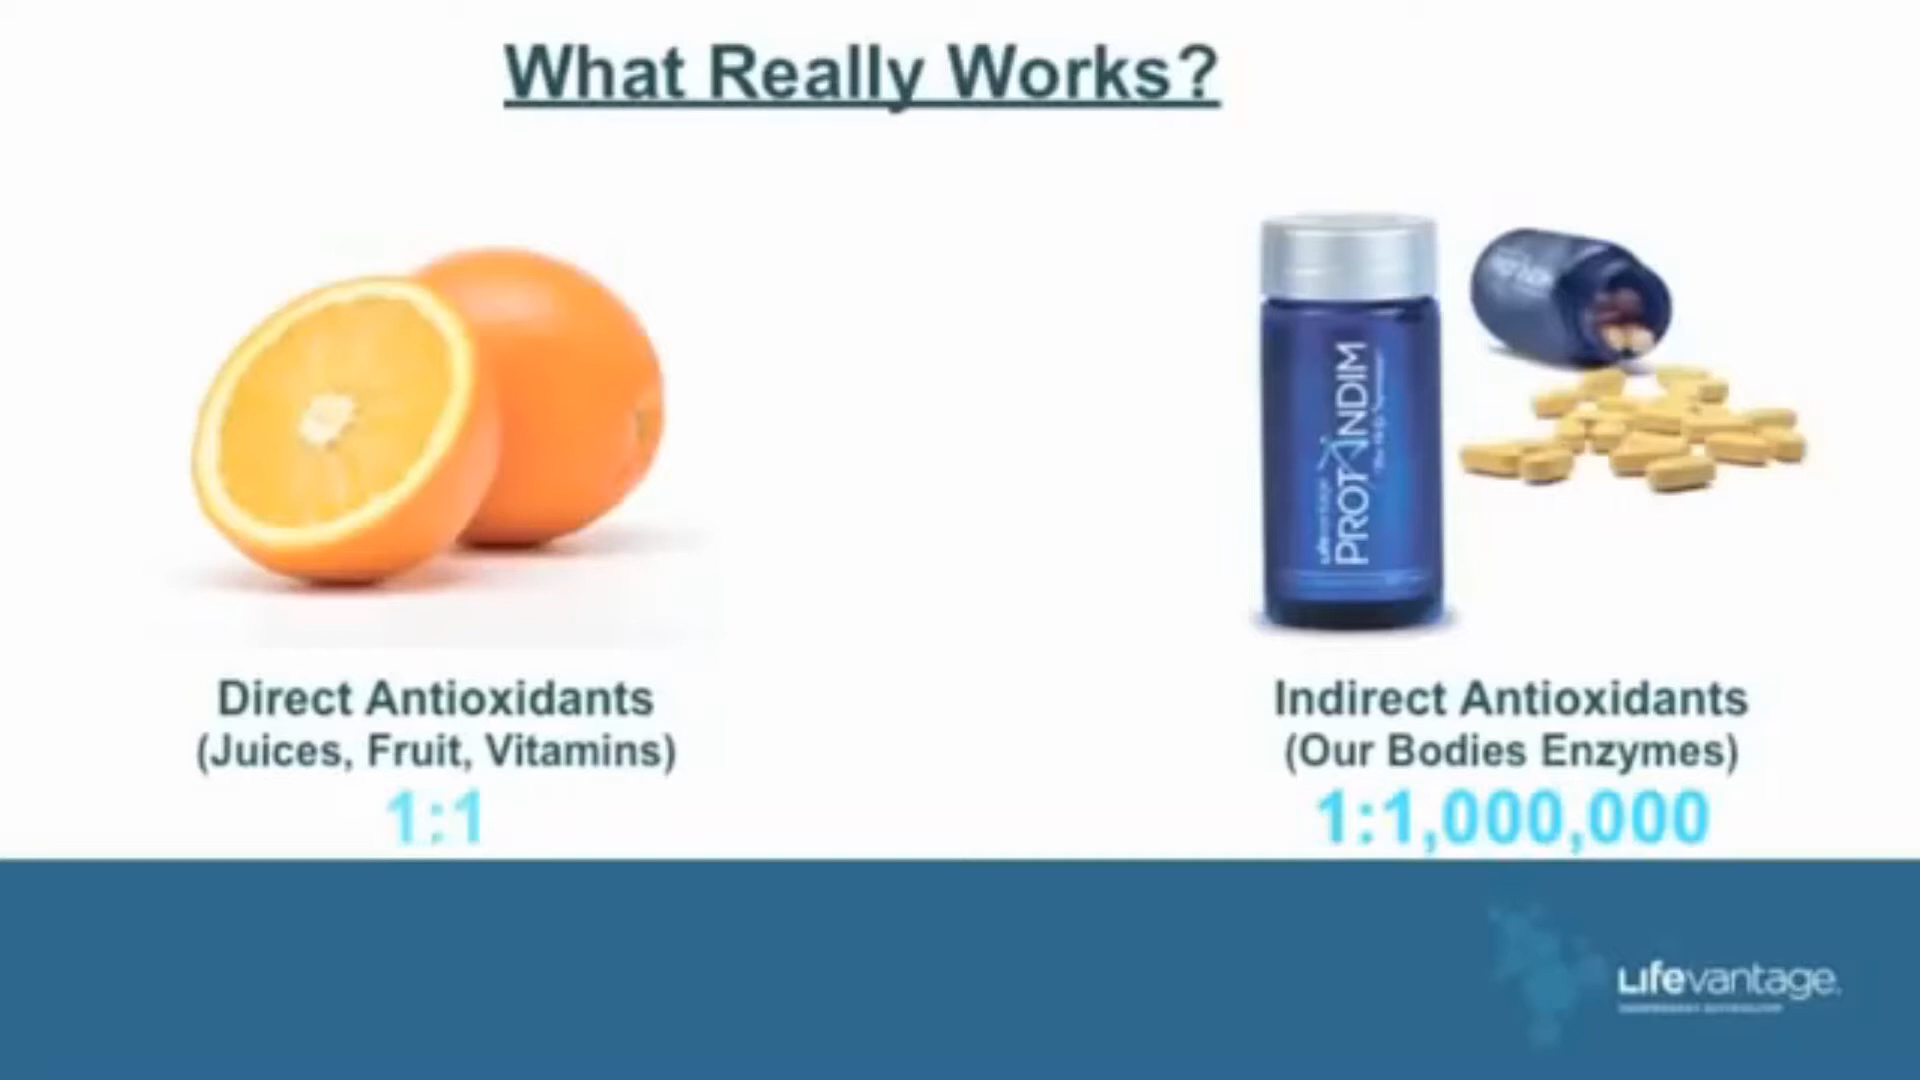 What Really Works?
PROTANDIM
Direct Antioxidants
(Juices, Fruit, Vitamins)
1:1
Indirect Antioxidants
(Our Bodies Enzymes)
1:1,000,000
Lifevantage.